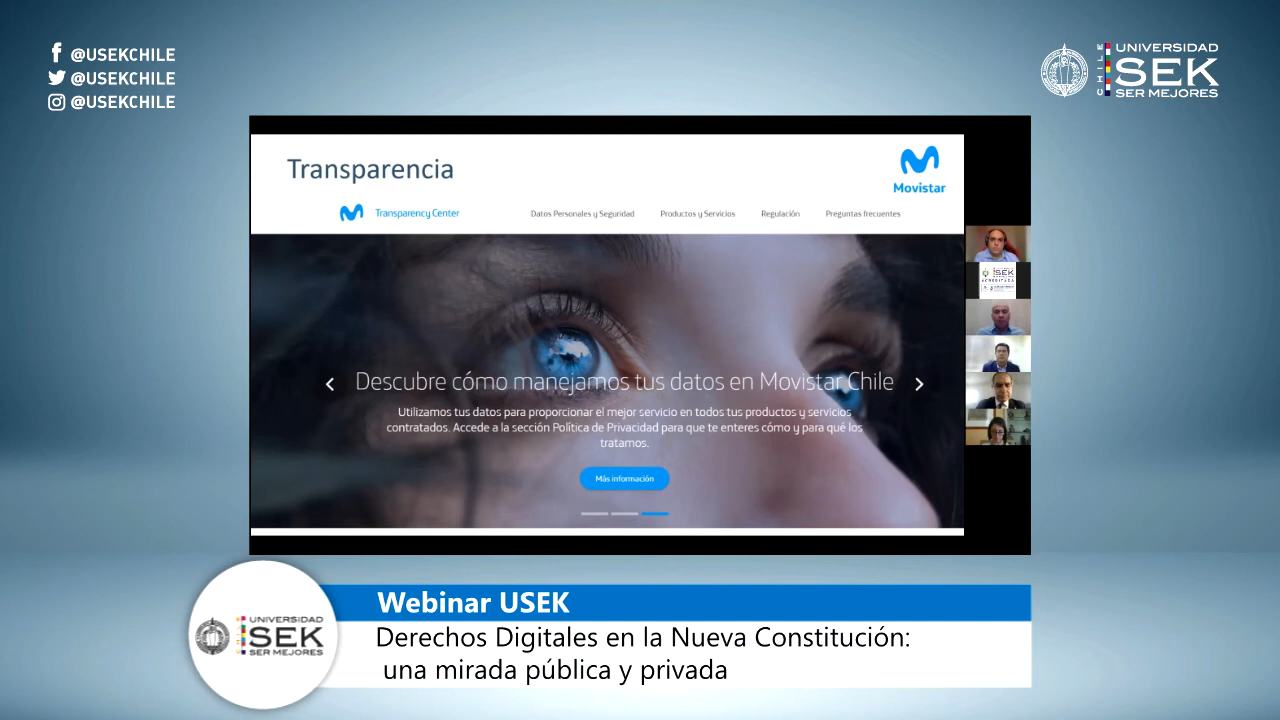 @USEKCHILE
@USEKCHILE
@USEKCHILE
CHILE
UNIVERSIDAD
SEK
SER MEJORES
Transparencia
Movistar
Transparency Center
Datos Personales y Seguridad
Productos y Servicios
Regulación
Preguntas frecuentes
Descubre cómo manejamos tus datos en Movistar Chile
Utilizamos tus datos para proporcionar el mejor servicio en todos tus productos y servicios
contratados. Accede a la sección Política de Privacidad para que te enteres cómo y para qué los
tratamos.
Más información
SEK
ACREDITADA
UNIVERSIDAD
SEK
SER MEJORES
Webinar USEK
Derechos Digitales en la Nueva Constitución:
una mirada pública y privada